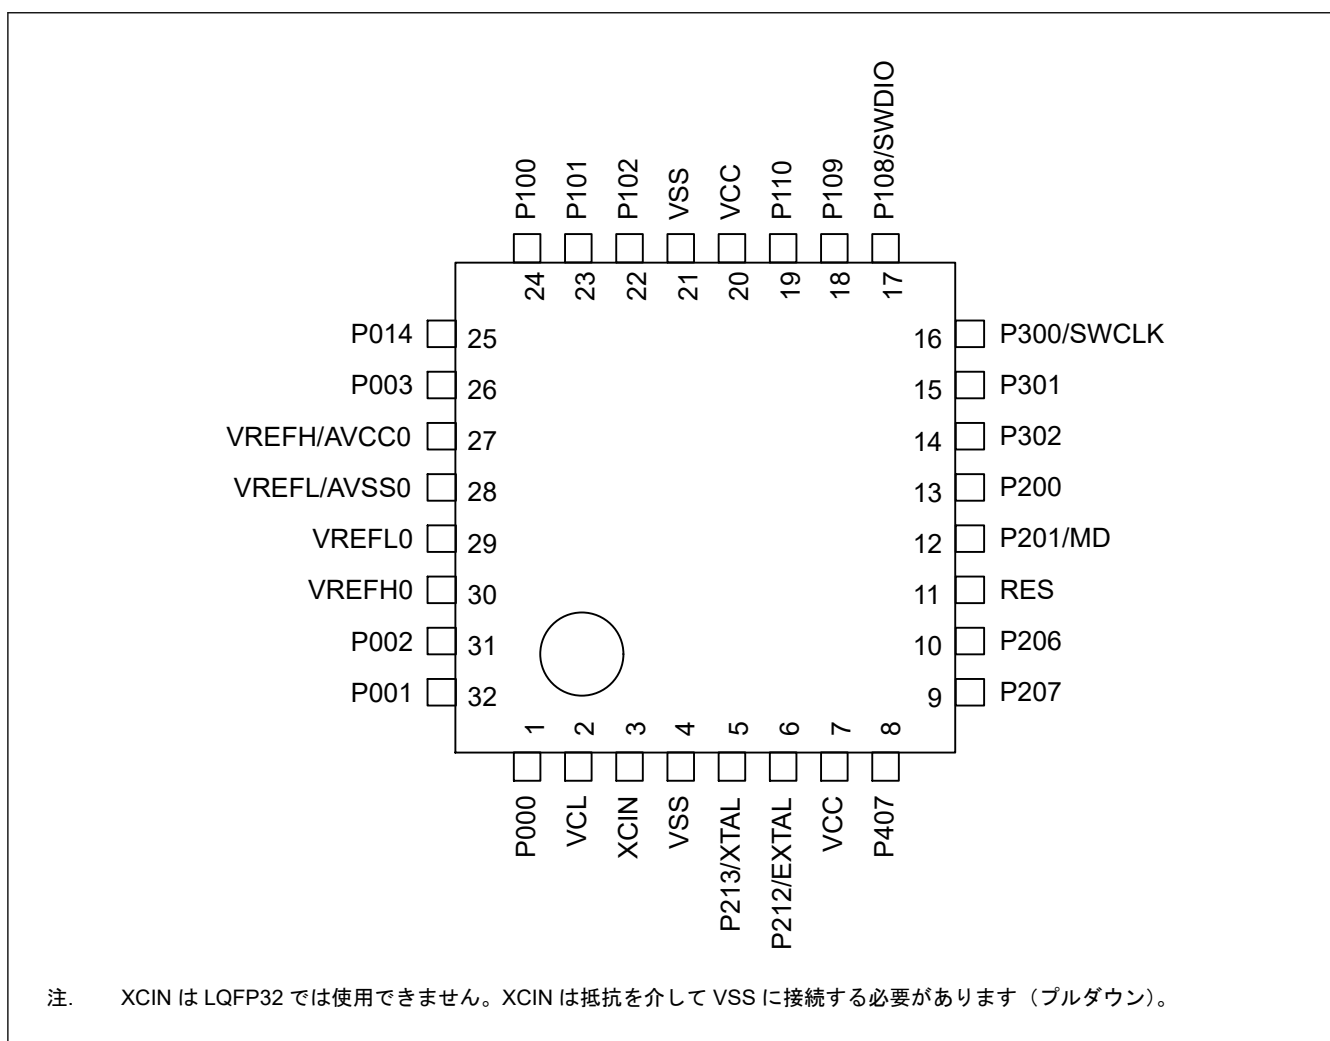 P100
P101
P102
VSS
VCC
P110
P109
P108/SWDIO
24
23
22
21
20
19
18
17
P014 25
P003 26
VREFH/AVCC0 27
VREFL/AVSS0 28
VREFL0 29
VREFH0 30
P002 31
P001 32
16 P300/SWCLK
15 P301
14 P302
13 P200
12 P201/MD
11 RES
10 P206
9 P207
1
2
3
4
5
6
7
8
P000
VCL
XCIN
VSS
P213/XTAL
P212/EXTAL
VCC
P407
注. XCIN は LQFP32 では使用できません。XCIN は抵抗を介して VSS に接続する必要があります（プルダウン）。